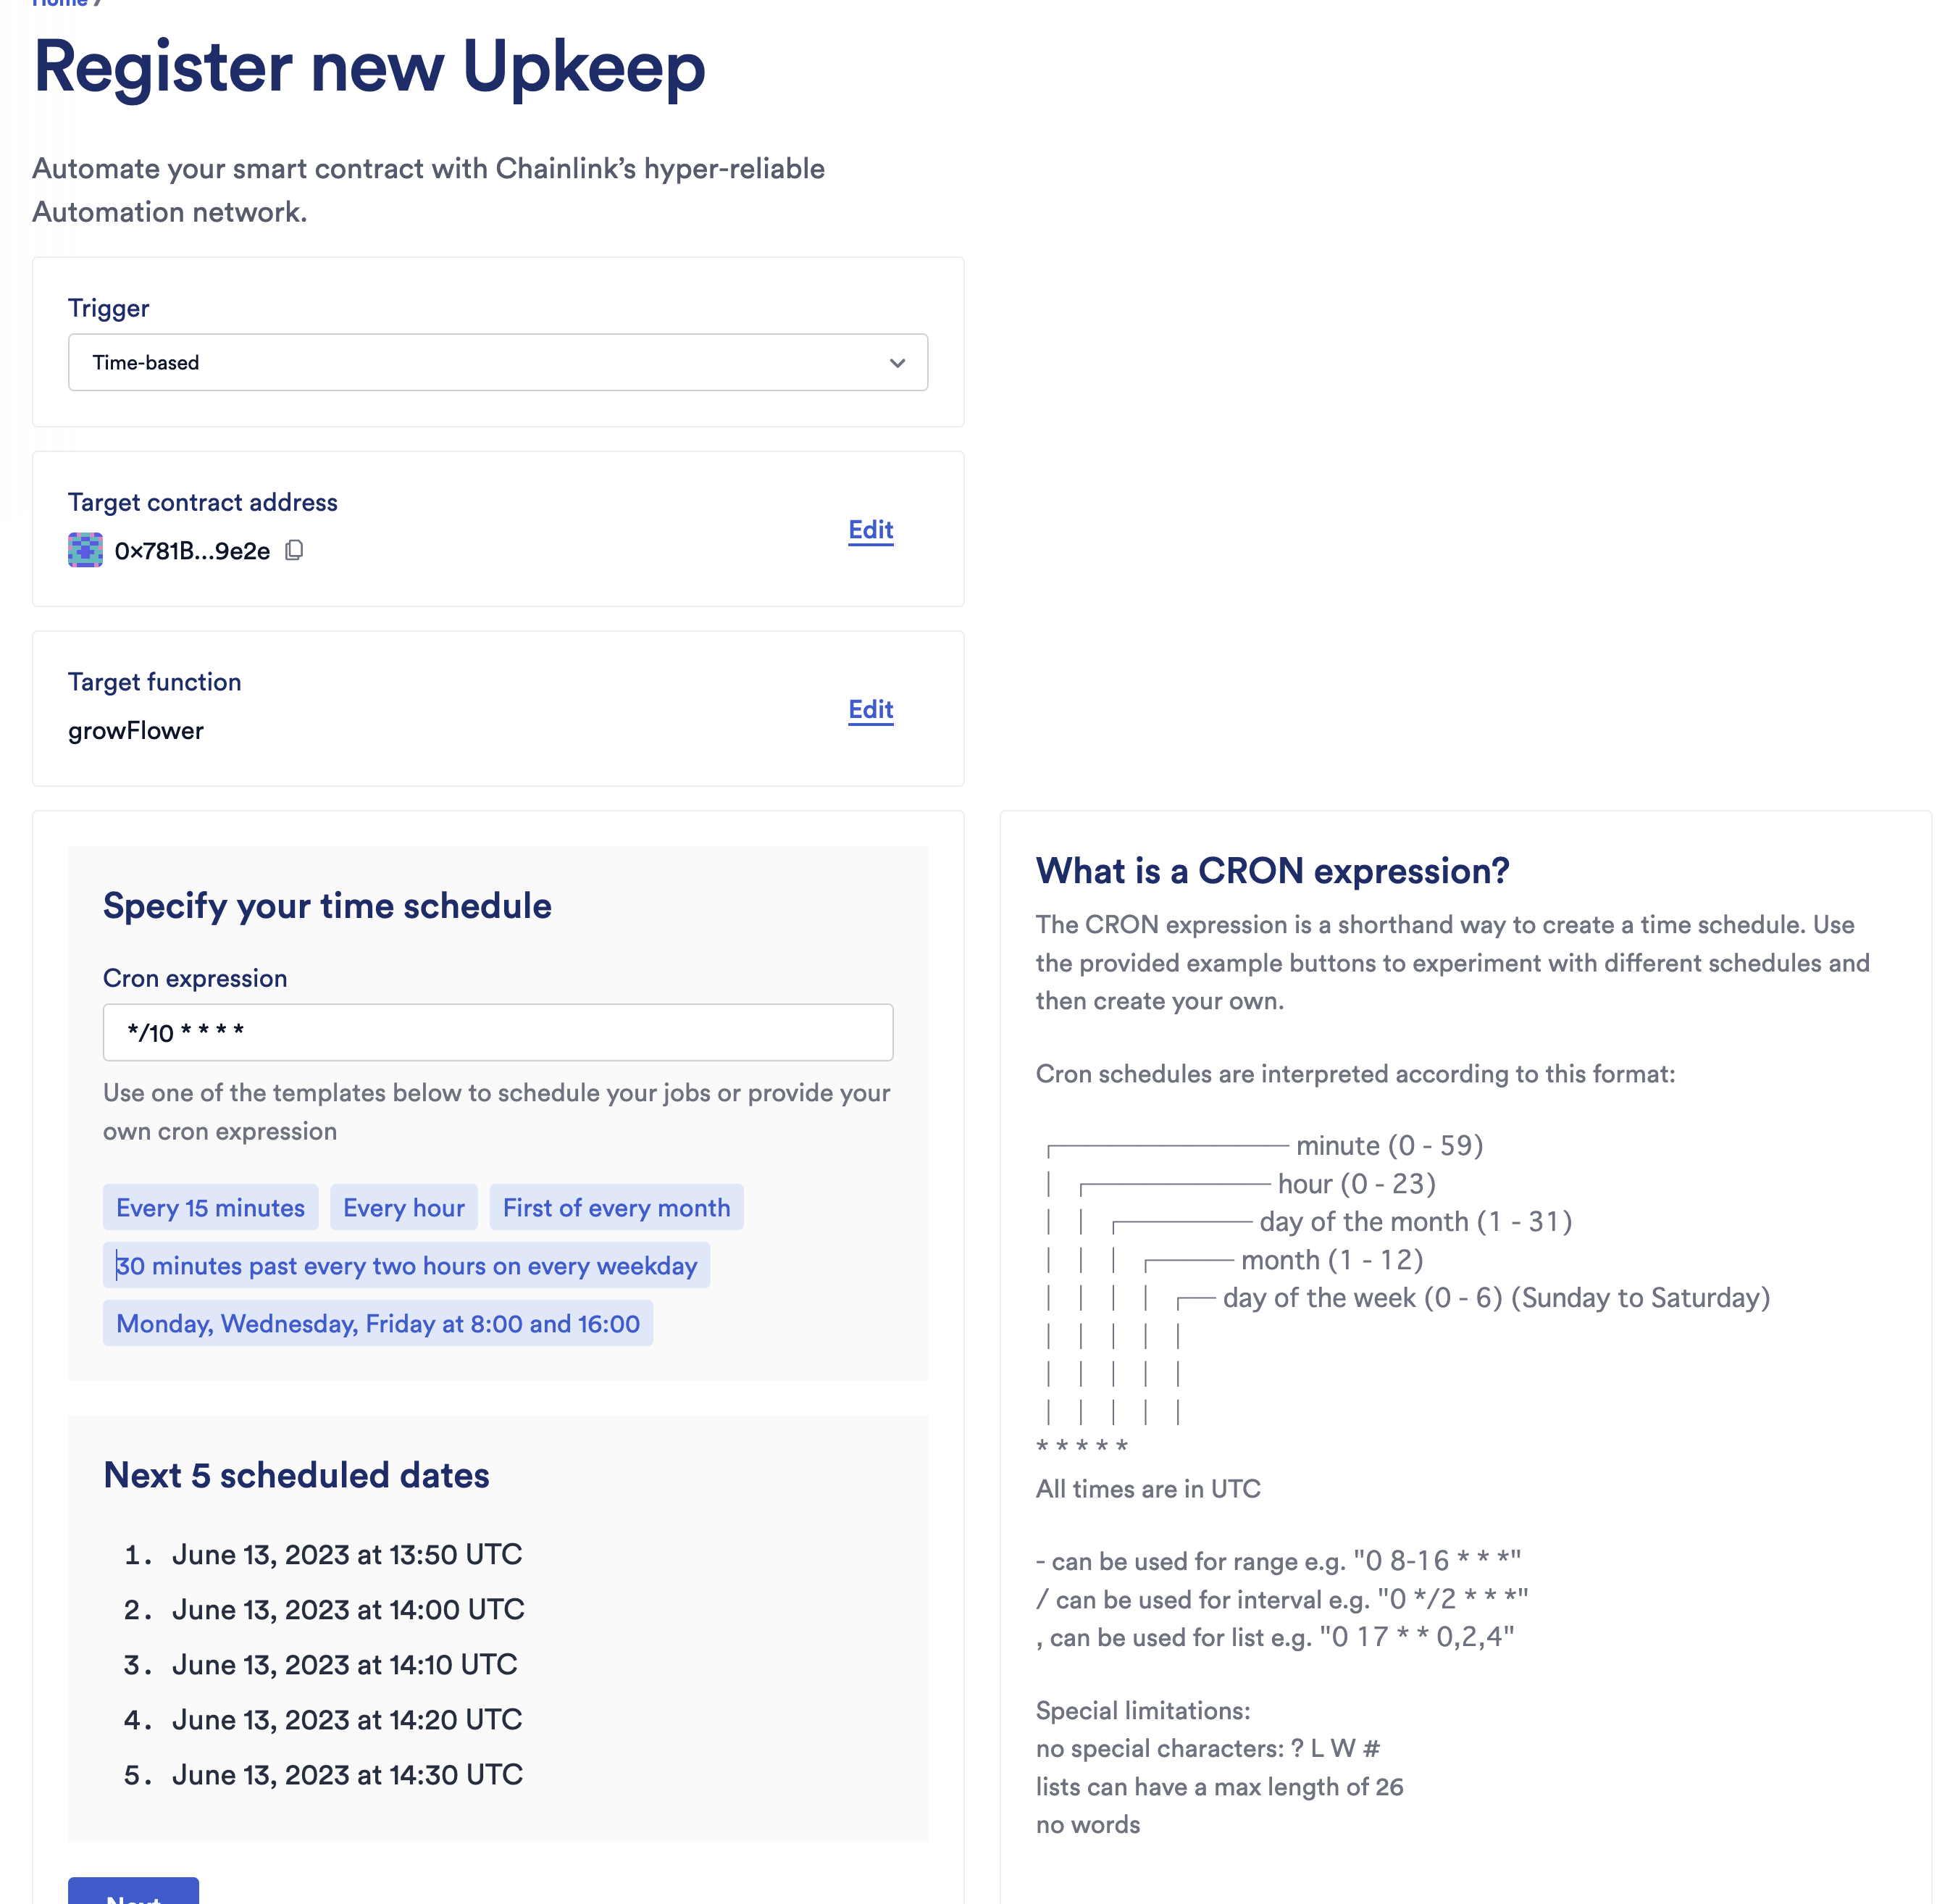 Home /
Register new Upkeep
Automate your smart contract with Chainlink’s hyper-reliable
Automation network.
Trigger
Time-based
Target contract address
0x781B...9e2e
Edit
Target function
growFlower
Edit
Specify your time schedule
Cron expression
*/10 * * * *
Use one of the templates below to schedule your jobs or provide your
own cron expression
Every 15 minutes
Every hour
First of every month
30 minutes past every two hours on every weekday
Monday, Wednesday, Friday at 8:00 and 16:00
Next 5 scheduled dates
1. June 13, 2023 at 13:50 UTC
2. June 13, 2023 at 14:00 UTC
3. June 13, 2023 at 14:10 UTC
4. June 13, 2023 at 14:20 UTC
5. June 13, 2023 at 14:30 UTC
Next
What is a CRON expression?
The CRON expression is a shorthand way to create a time schedule. Use
the provided example buttons to experiment with different schedules and
then create your own.
Cron schedules are interpreted according to this format:
minute (0 - 59)
hour (0 - 23)
day of the month (1 - 31)
month (1 - 12)
day of the week (0 - 6) (Sunday to Saturday)
* * * * *
All times are in UTC
- can be used for range e.g. "0 8-16 * * *"
/ can be used for interval e.g. "0 */2 * * *"
, can be used for list e.g. "0 17 * * 0,2,4"
Special limitations:
no special characters: ? L W #
lists can have a max length of 26
no words